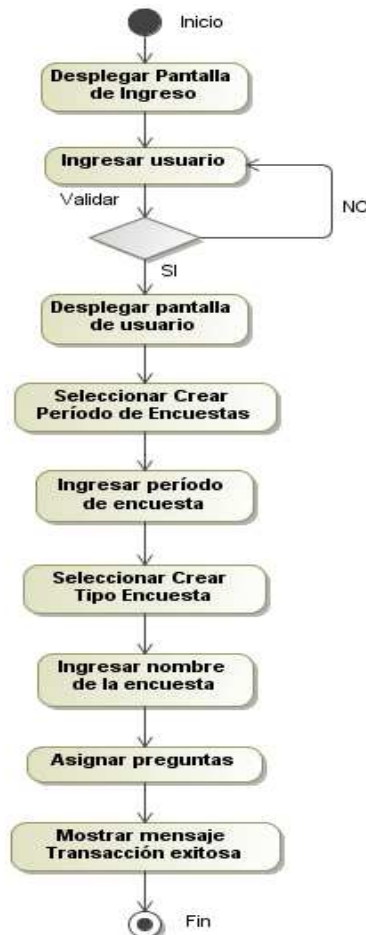 Inicio
Desplegar Pantalla
de Ingreso
Ingresar usuario
Validar
NO
SI
Desplegar pantalla
de usuario
Seleccionar Crear
Período de Encuestas
Ingresar período
de encuesta
Seleccionar Crear
Tipo Encuesta
Ingresar nombre
de la encuesta
Asignar preguntas
Mostrar mensaje
Transacción exitosa
Fin